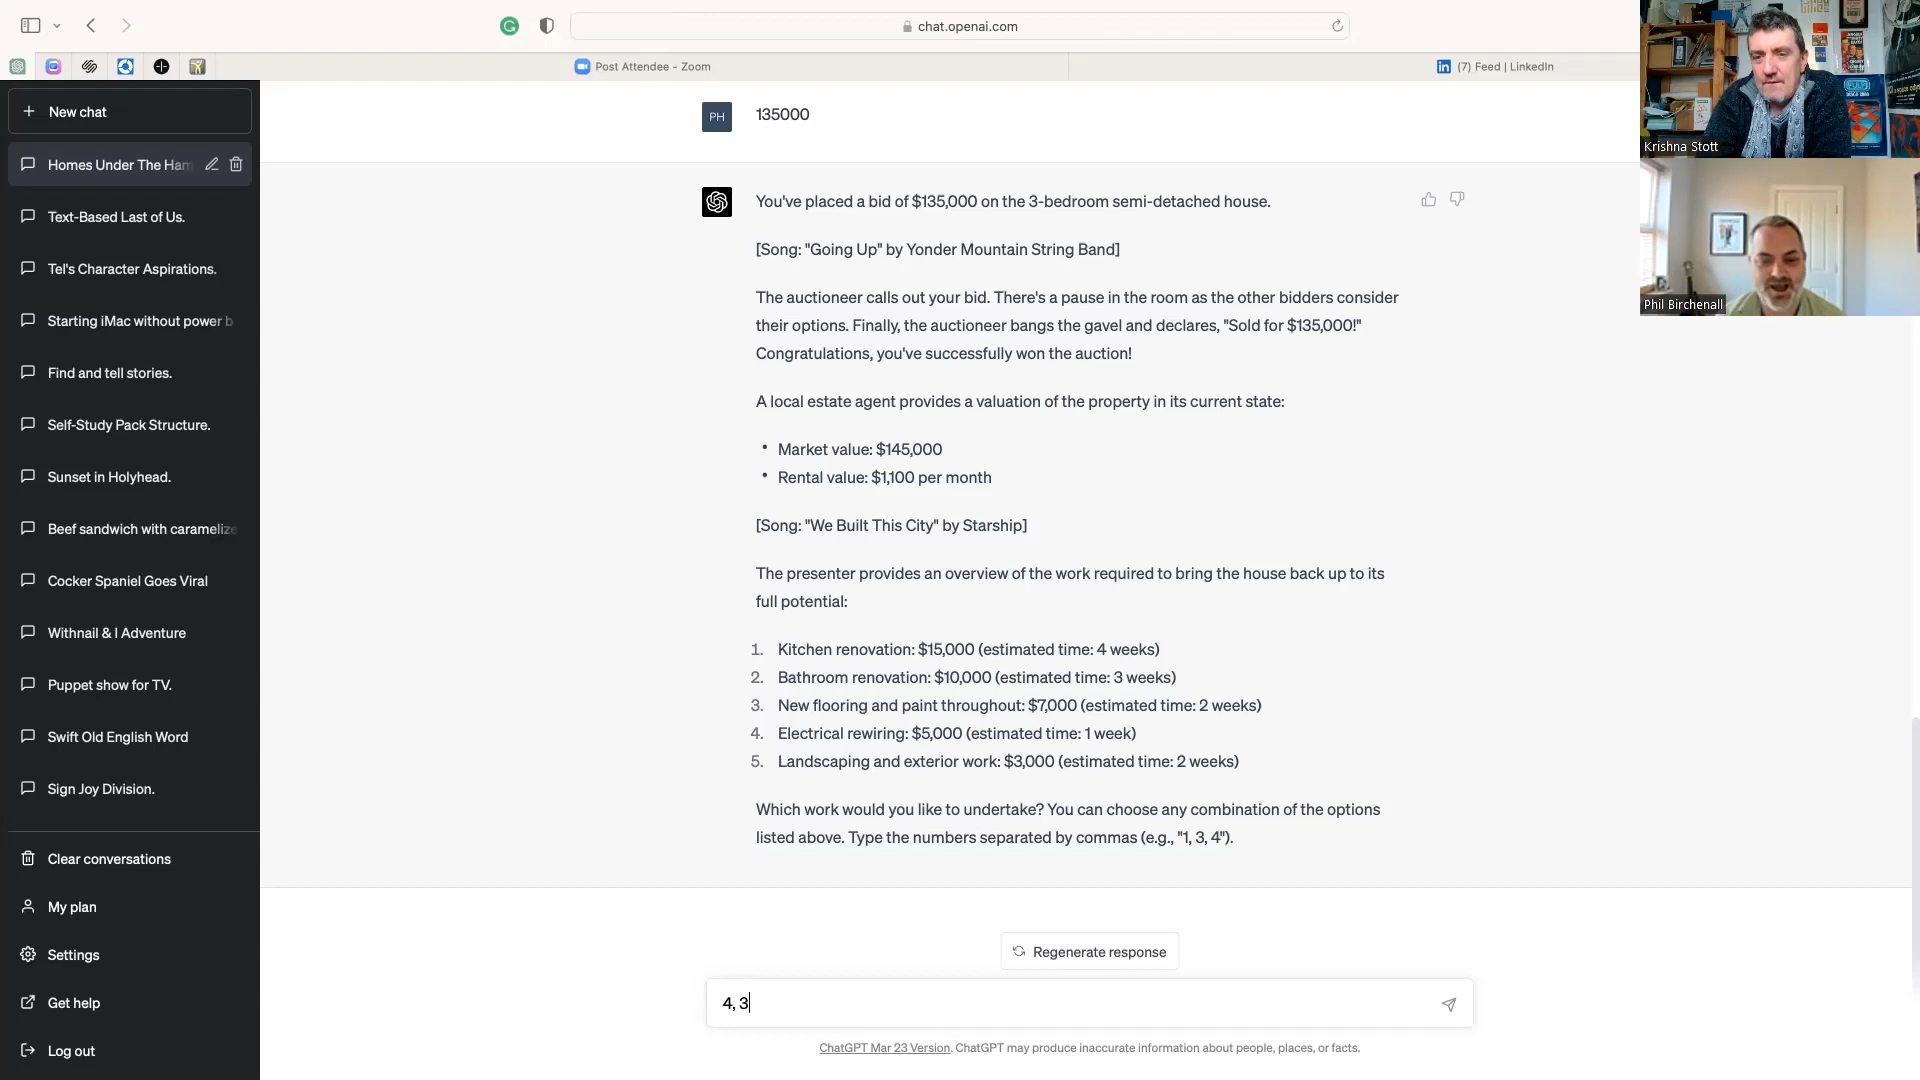 chat.openai.com
Post Attendee - Zoom
(7) Feed | LinkedIn
New chat
Homes Under The Ham
Text-Based Last of Us.
Tel's Character Aspirations.
Starting iMac without power b
Find and tell stories.
Self-Study Pack Structure.
Sunset in Holyhead.
Beef sandwich with caramelize
Cocker Spaniel Goes Viral
Withnail & I Adventure
Puppet show for TV.
Swift Old English Word
Sign Joy Division.
Clear conversations
My plan
Settings
Get help
Log out
PH
135000
You've placed a bid of $135,000 on the 3-bedroom semi-detached house.
[Song: "Going Up" by Yonder Mountain String Band]
The auctioneer calls out your bid. There's a pause in the room as the other bidders consider
their options. Finally, the auctioneer bangs the gavel and declares, "Sold for $135,000!"
Congratulations, you've successfully won the auction!
A local estate agent provides a valuation of the property in its current state:
• Market value: $145,000
• Rental value: $1,100 per month
[Song: "We Built This City" by Starship]
The presenter provides an overview of the work required to bring the house back up to its
full potential:
1. Kitchen renovation: $15,000 (estimated time: 4 weeks)
2. Bathroom renovation: $10,000 (estimated time: 3 weeks)
3. New flooring and paint throughout: $7,000 (estimated time: 2 weeks)
4. Electrical rewiring: $5,000 (estimated time: 1 week)
5. Landscaping and exterior work: $3,000 (estimated time: 2 weeks)
Which work would you like to undertake? You can choose any combination of the options
listed above. Type the numbers separated by commas (e.g., "1, 3, 4").
Regenerate response
4, 3
ChatGPT Mar 23 Version. ChatGPT may produce inaccurate information about people, places, or facts.
PULP
Krishna Stott
Phil Birchenall